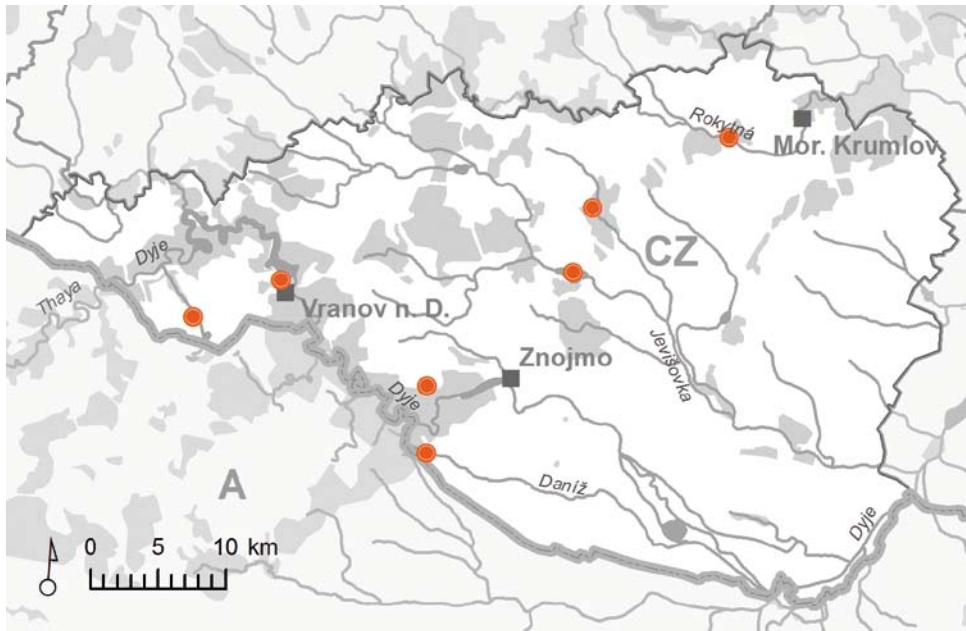 Rokytná
Mor. Krumlov
CZ
Dyje
Thaya
Vranov n. D.
Jevišovka
Znojmo
Dyje
A
Daníž
Dyje
0 5 10 km